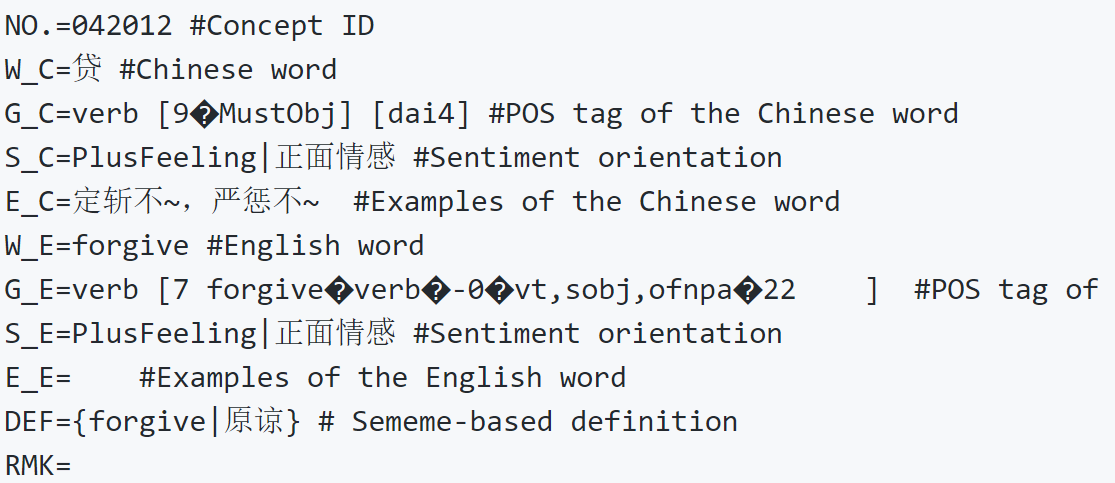 NO.=042012 #Concept ID
W_C=贷 #Chinese word
G_C=verb [9�MustObj] [dai4] #POS tag of the Chinese word
S_C=PlusFeeling|正面情感 #Sentiment orientation
E_C=定斩不~，严惩不~  #Examples of the Chinese word
W_E=forgive #English word
G_E=verb [7 forgive�verb�-0�vt,sobj,ofnpa�22    ]  #POS tag of
S_E=PlusFeeling|正面情感 #Sentiment orientation
E_E=    #Examples of the English word
DEF={forgive|原谅} # Sememe-based definition
RMK=